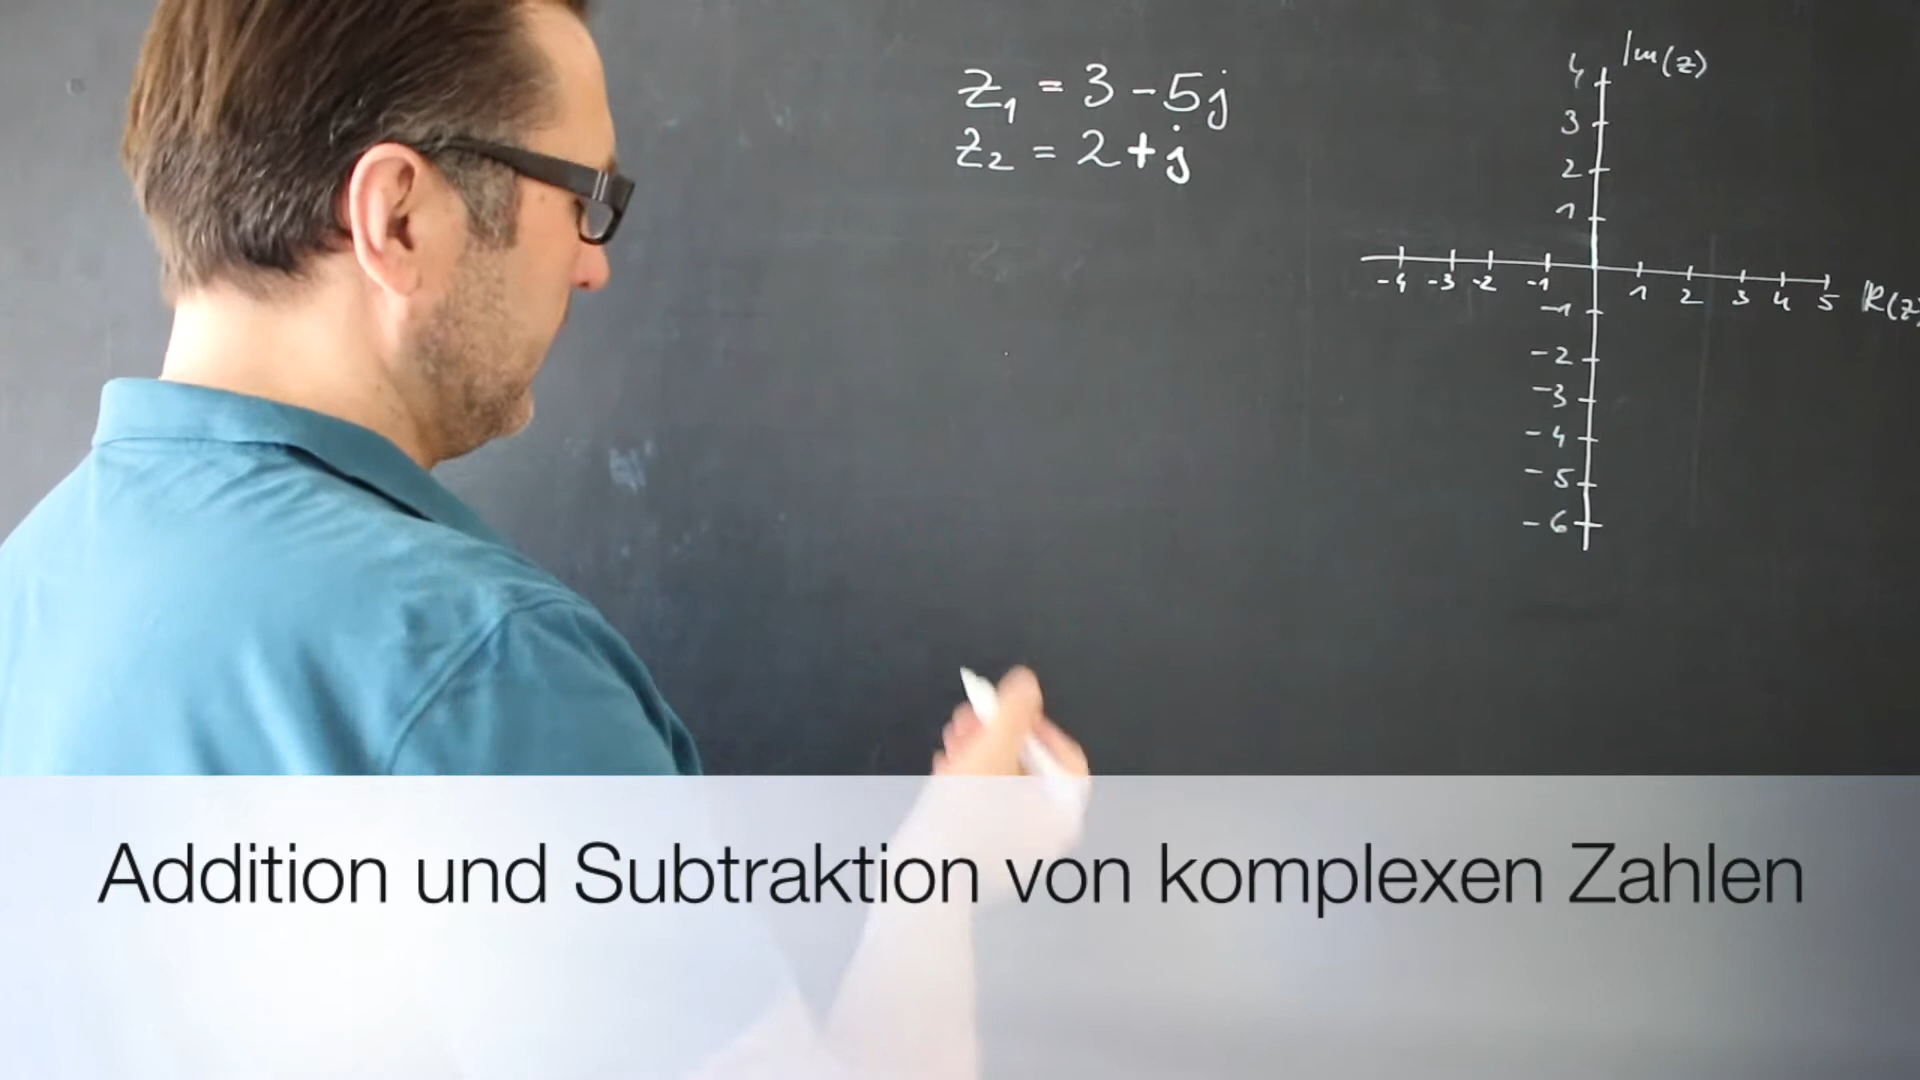 z₁ = 3 - 5j
z₂ = 2 + j
Im(z)
4
3
2
1
-4 -3 -2 -1 1 2 3 4 5 R(z)
-1
-2
-3
-4
-5
-6
Addition und Subtraktion von komplexen Zahlen